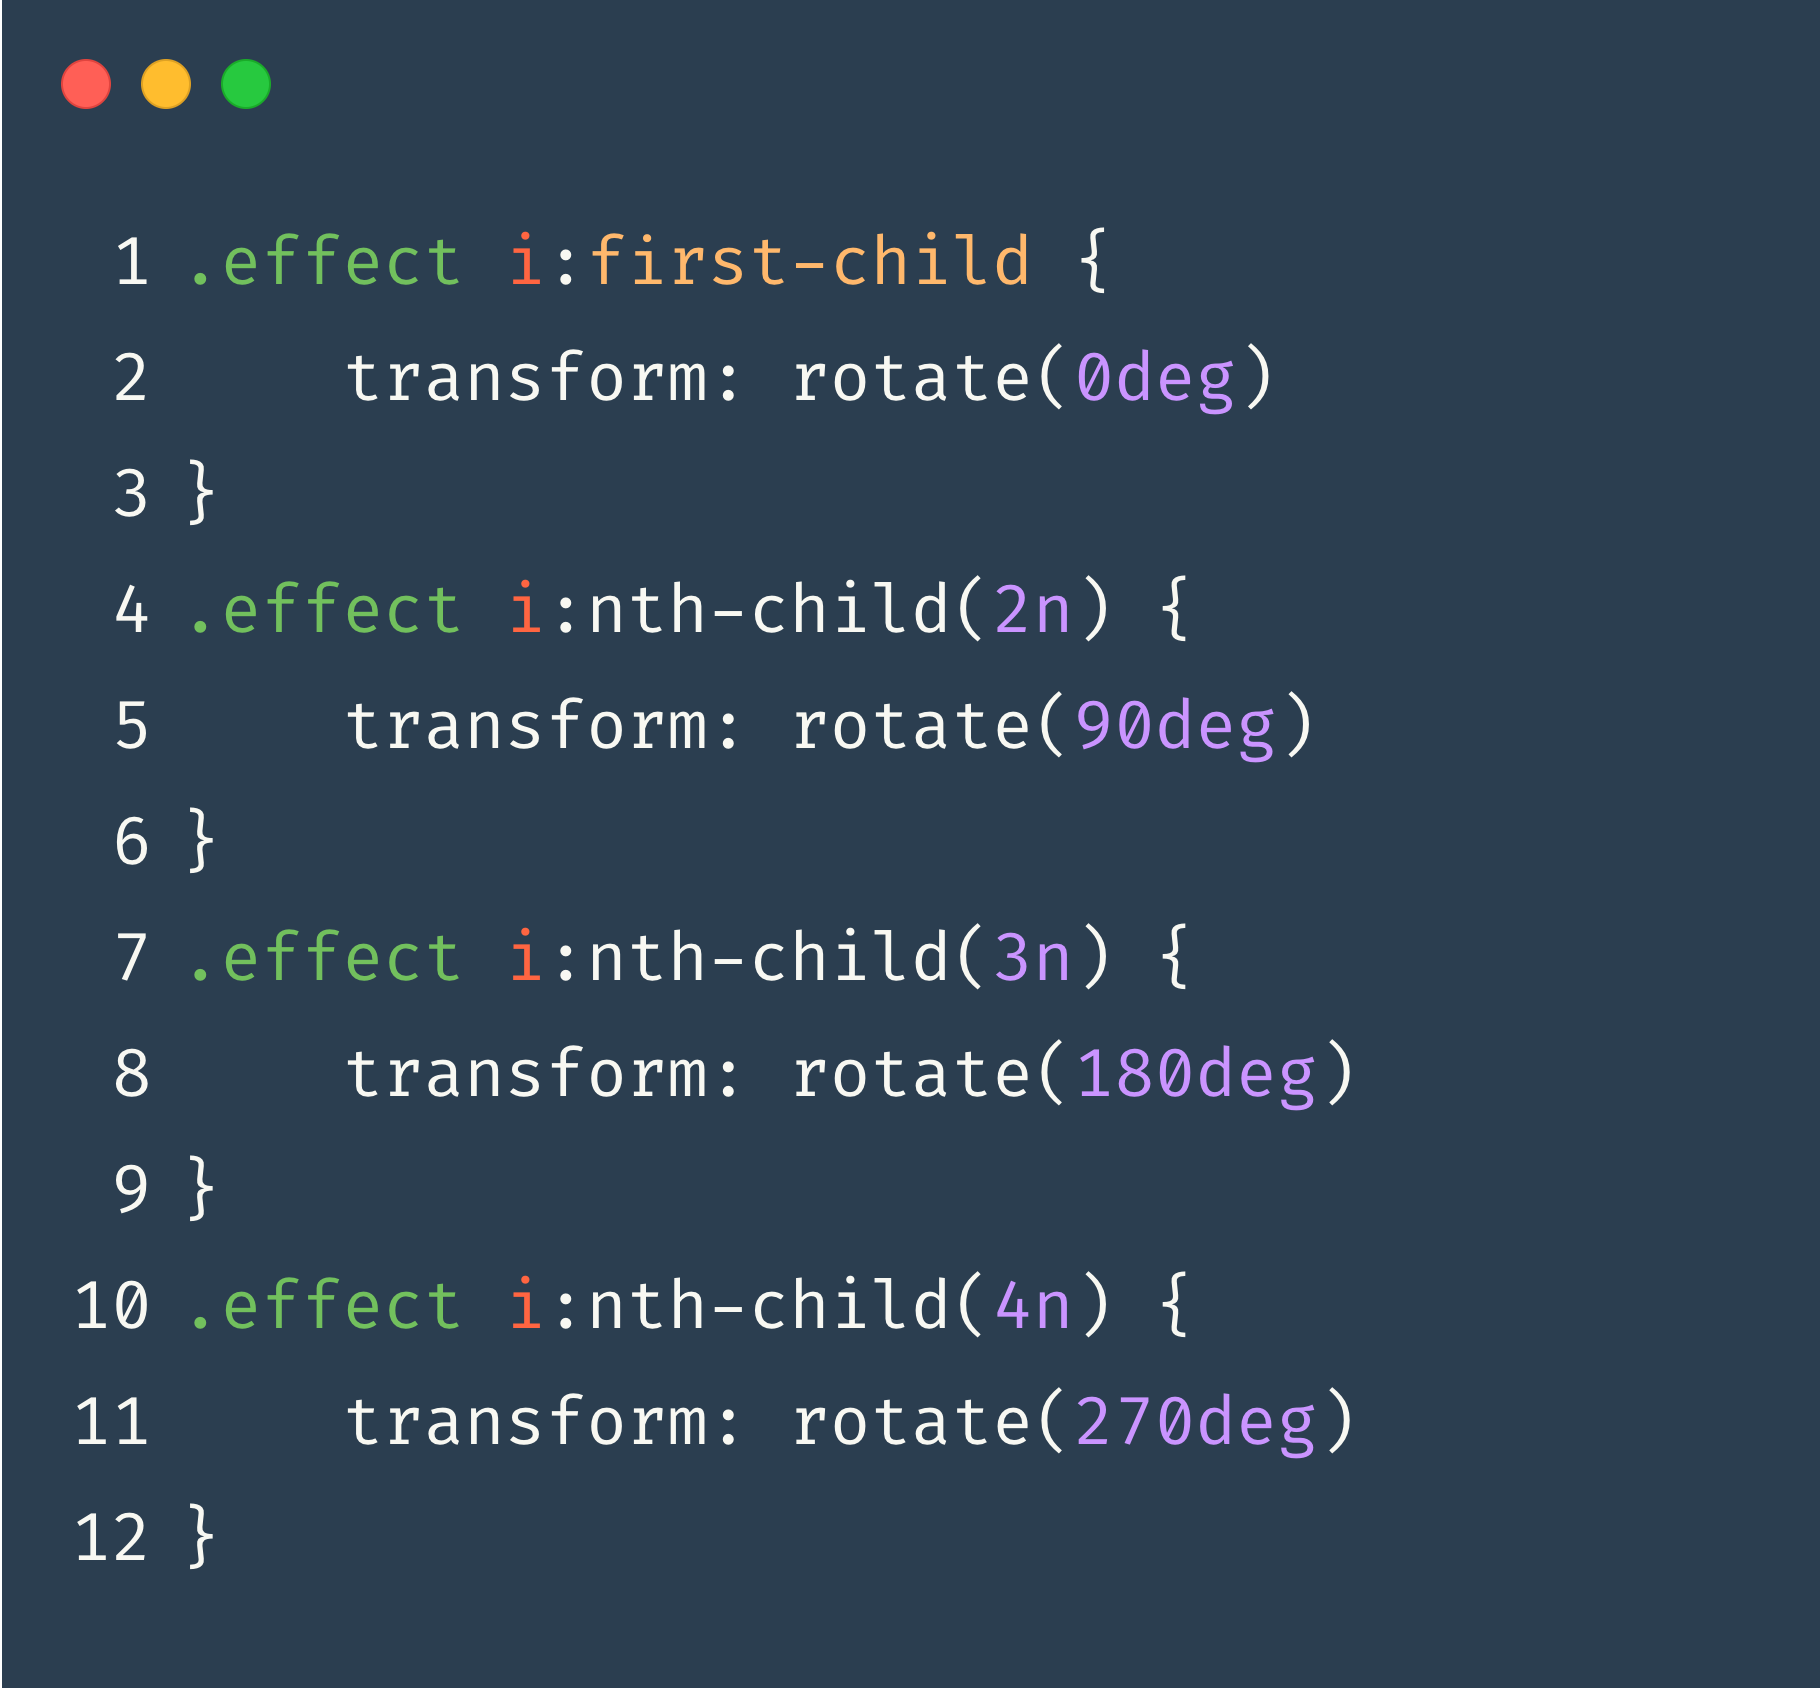 1 .effect i:first-child {
2     transform: rotate(0deg)
3 }
4 .effect i:nth-child(2n) {
5     transform: rotate(90deg)
6 }
7 .effect i:nth-child(3n) {
8     transform: rotate(180deg)
9 }
10 .effect i:nth-child(4n) {
11     transform: rotate(270deg)
12 }